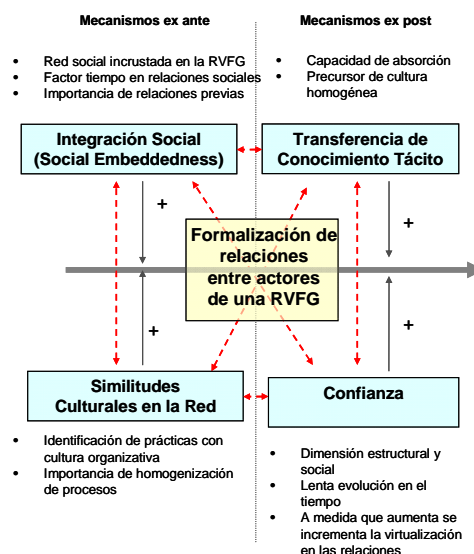 Mecanismos ex ante
Mecanismos ex post
• Red social incrustada en la RVFG
• Factor tiempo en relaciones sociales
• Importancia de relaciones previas
• Capacidad de absorción
• Precursor de cultura
homogénea
Integración Social
(Social Embeddedness)
Transferencia de
Conocimiento Tácito
+
+
Formalización de
relaciones
entre actores
de una RVFG
+
+
Similitudes
Culturales en la Red
Confianza
• Identificación de prácticas con
cultura organizativa
• Importancia de homogenización
de procesos
• Dimensión estructural y
social
• Lenta evolución en el
tiempo
• A medida que aumenta se
incrementa la virtualización
en las relaciones